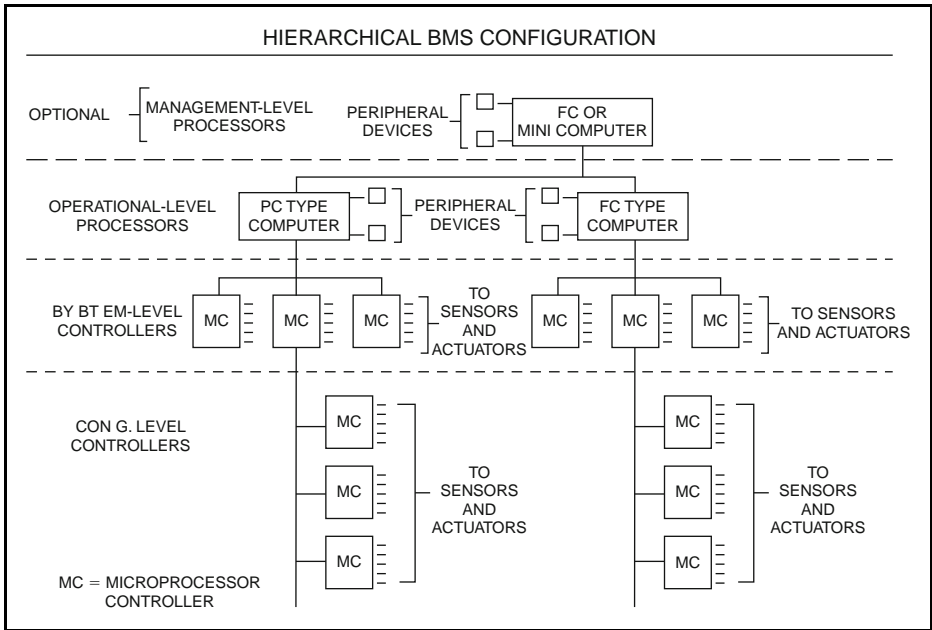 HIERARCHICAL BMS CONFIGURATION
OPTIONAL
MANAGEMENT-LEVEL
PROCESSORS
PERIPHERAL
DEVICES
FC OR
MINI COMPUTER
OPERATIONAL-LEVEL
PROCESSORS
PC TYPE
COMPUTER
PERIPHERAL
DEVICES
FC TYPE
COMPUTER
BY BT EM-LEVEL
CONTROLLERS
MC
MC
MC
TO
SENSORS
AND
ACTUATORS
MC
MC
MC
TO SENSORS
AND ACTUATORS
CON G. LEVEL
CONTROLLERS
MC
MC
MC
TO
SENSORS
AND
ACTUATORS
MC
MC
MC
TO
SENSORS
AND
ACTUATORS
MC = MICROPROCESSOR
CONTROLLER